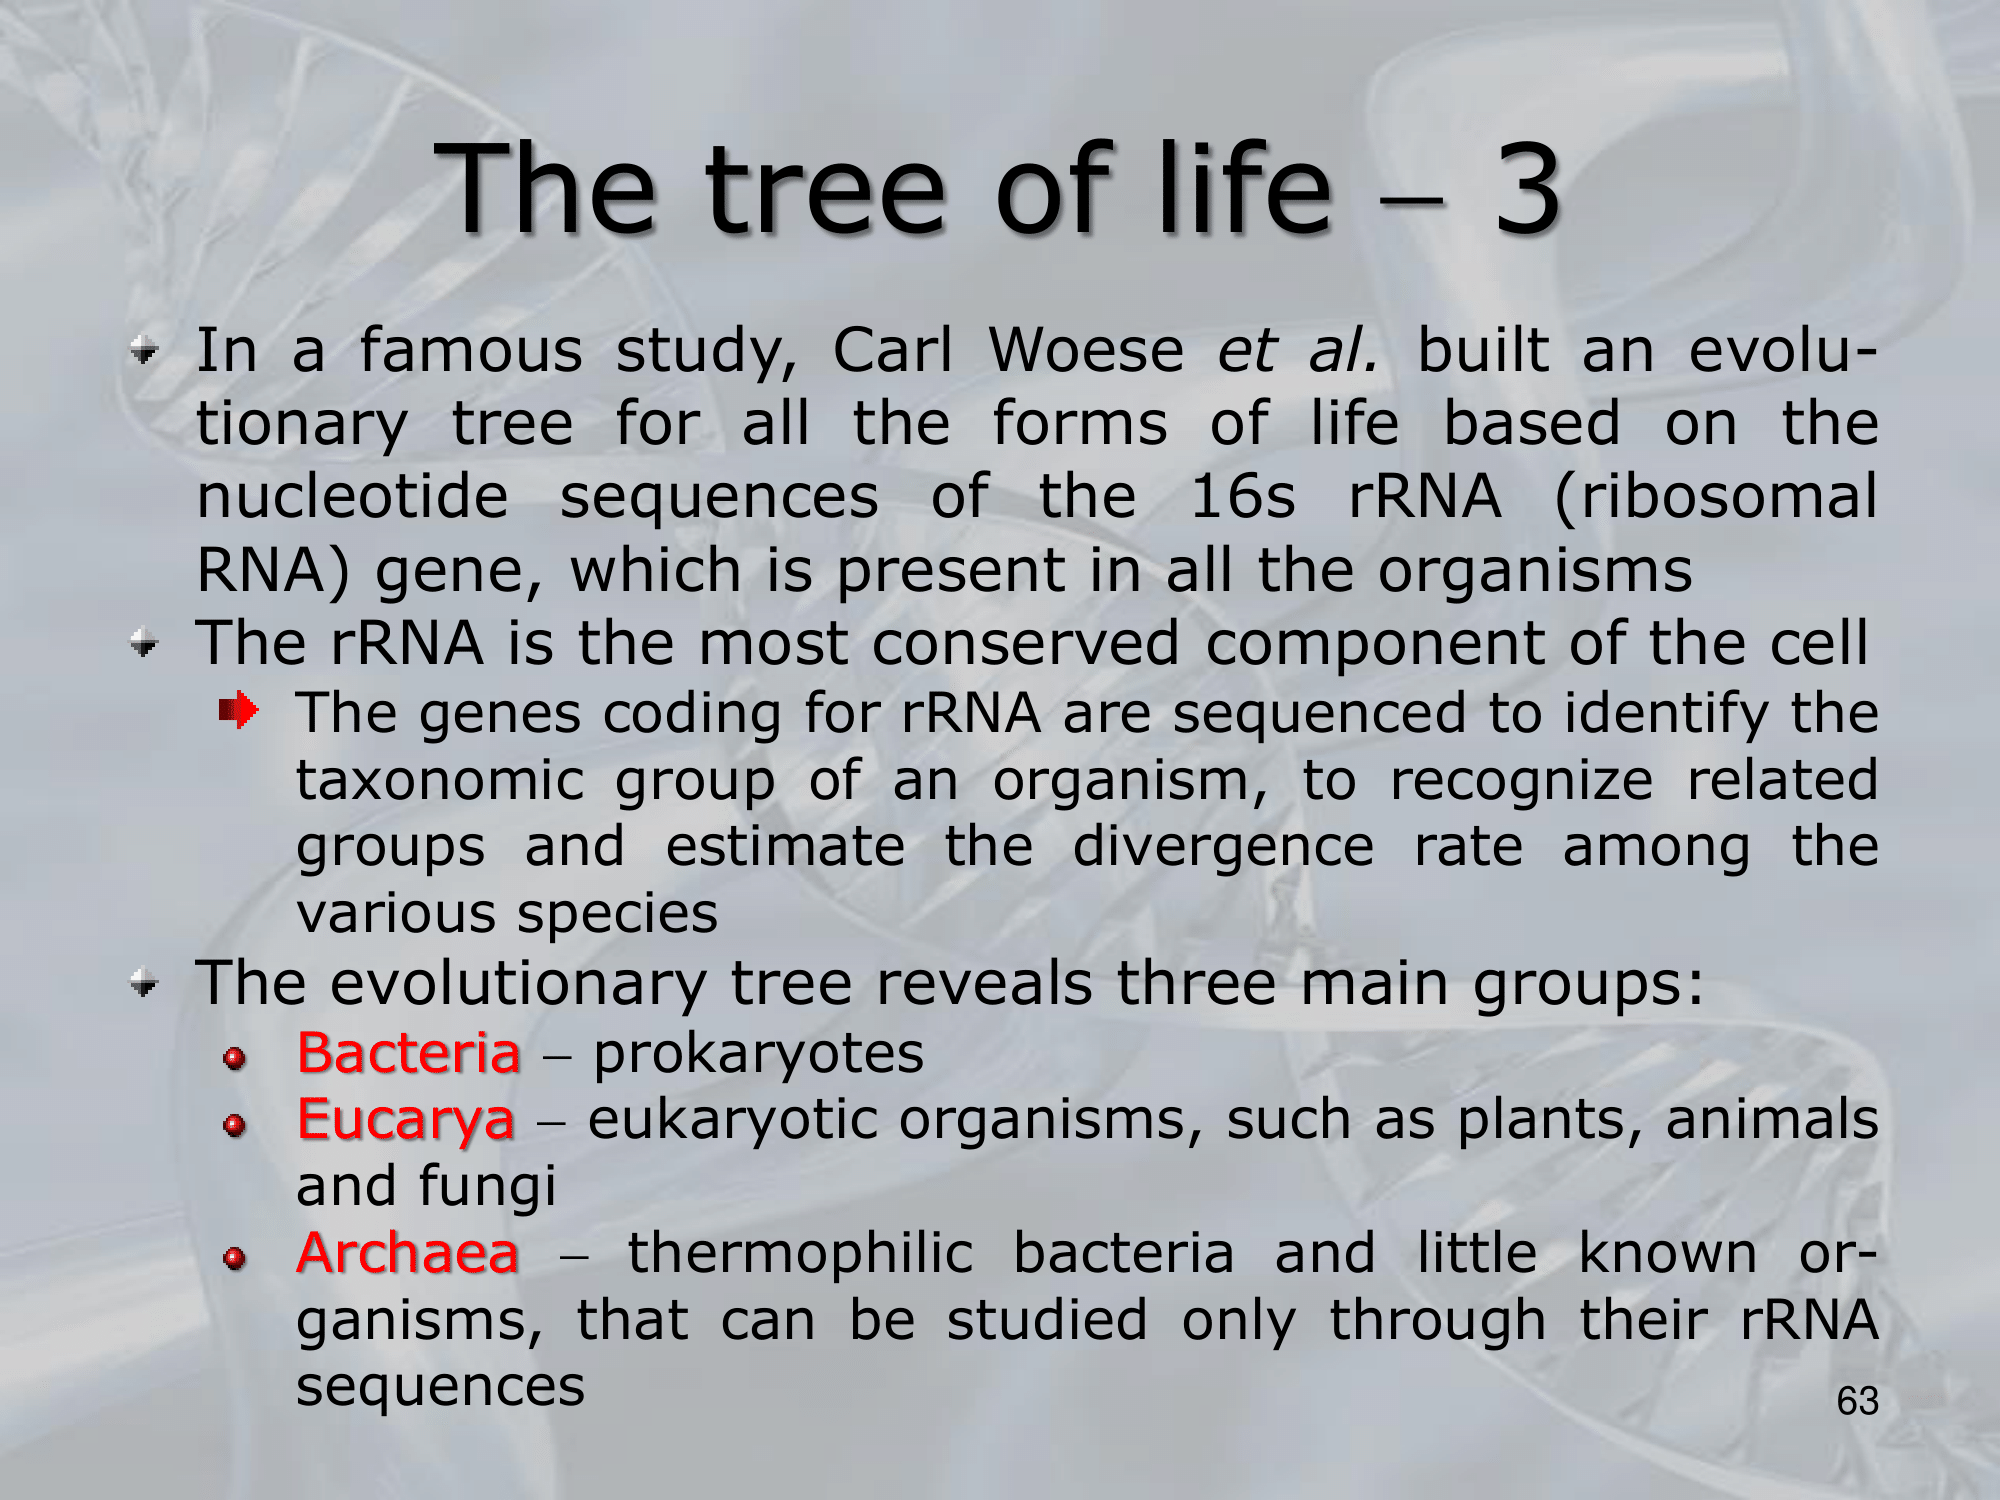 The tree of life – 3
In a famous study, Carl Woese et al. built an evolu-
tionary tree for all the forms of life based on the
nucleotide sequences of the 16s rRNA (ribosomal
RNA) gene, which is present in all the organisms
The rRNA is the most conserved component of the cell
The genes coding for rRNA are sequenced to identify the
taxonomic group of an organism, to recognize related
groups and estimate the divergence rate among the
various species
The evolutionary tree reveals three main groups:
Bacteria – prokaryotes
Eucarya – eukaryotic organisms, such as plants, animals
and fungi
Archaea – thermophilic bacteria and little known or-
ganisms, that can be studied only through their rRNA
sequences
63